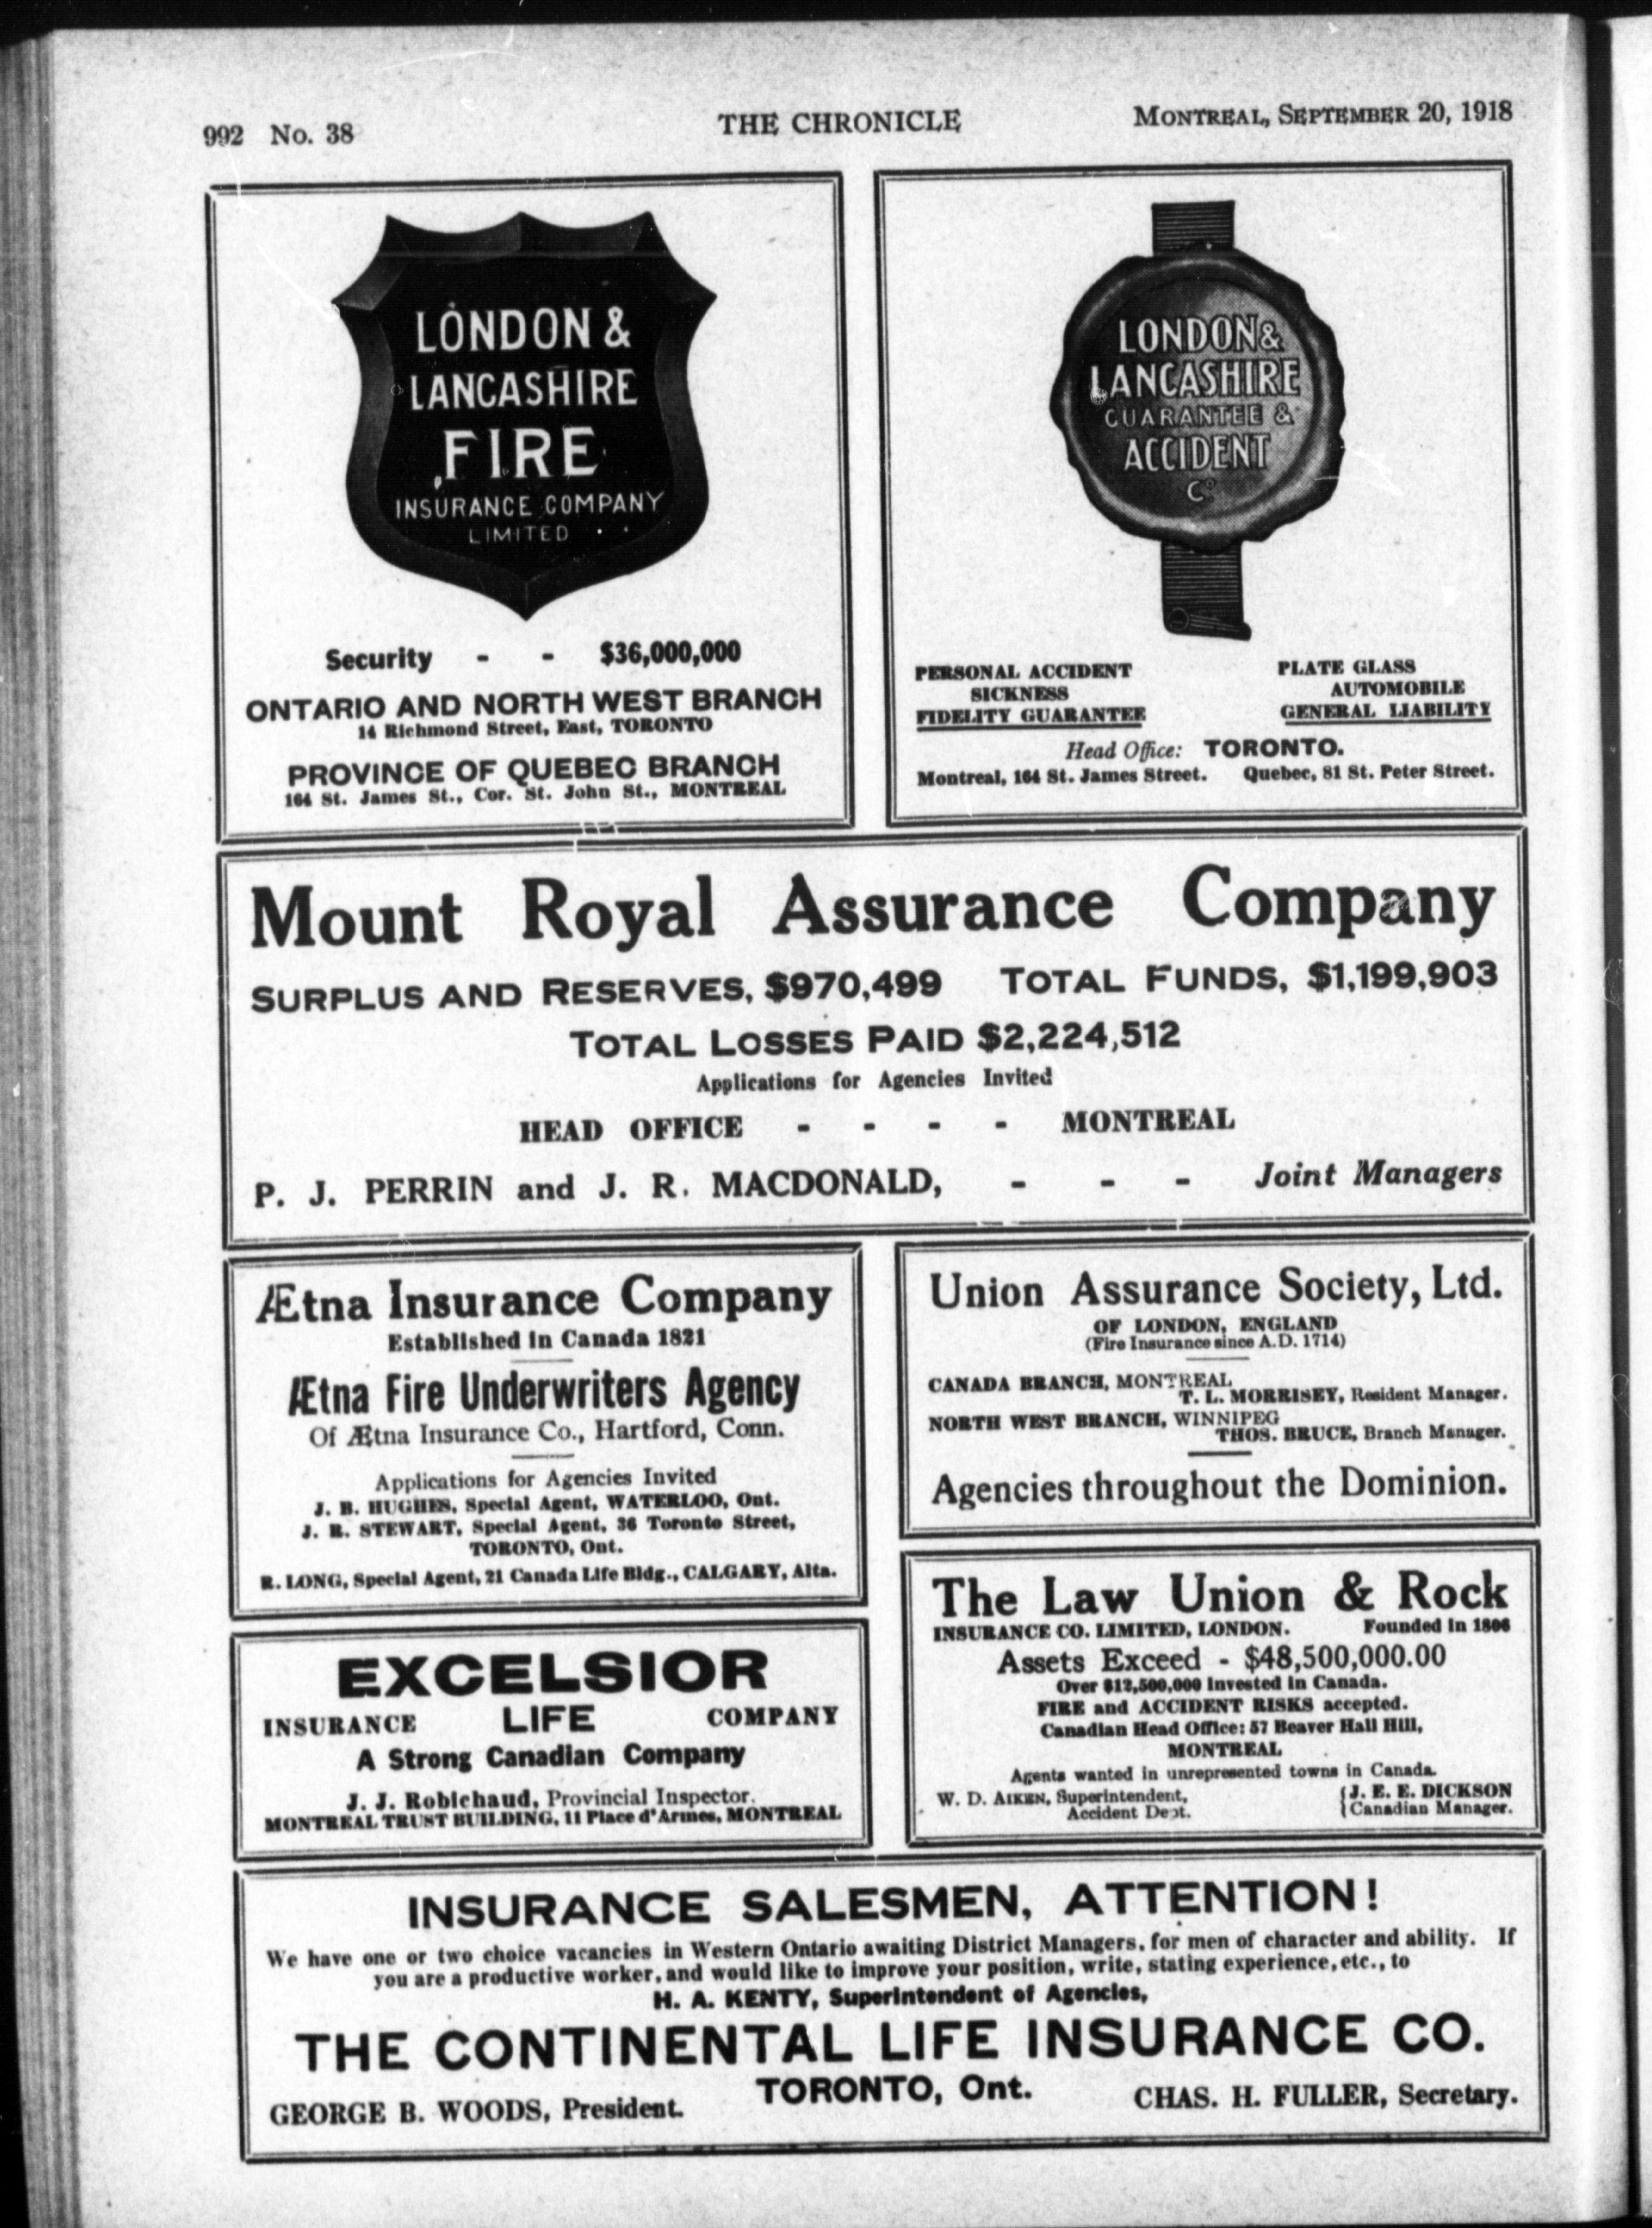 992 No. 38
THE CHRONICLE
MONTREAL, SEPTEMBER 20, 1918
LONDON &
LANCASHIRE
FIRE
INSURANCE COMPANY
LIMITED
Security - - $36,000,000
ONTARIO AND NORTH WEST BRANCH
14 Richmond Street, East, TORONTO
PROVINCE OF QUEBEC BRANCH
164 St. James St., Cor. St. John St., MONTREAL
LONDON &
LANCASHIRE
GUARANTEE &
ACCIDENT
Co
PERSONAL ACCIDENT
SICKNESS
FIDELITY GUARANTEE
PLATE GLASS
AUTOMOBILE
GENERAL LIABILITY
Head Office: TORONTO.
Montreal, 164 St. James Street. Quebec, 81 St. Peter Street.
Mount Royal Assurance Company
SURPLUS AND RESERVES, $970,499 TOTAL FUNDS, $1,199,903
TOTAL LOSSES PAID $2,224,512
Applications for Agencies Invited
HEAD OFFICE - - - - MONTREAL
P. J. PERRIN and J. R. MACDONALD, - - - Joint Managers
Ætna Insurance Company
Established in Canada 1821
Ætna Fire Underwriters Agency
Of Ætna Insurance Co., Hartford, Conn.
Applications for Agencies Invited
J. B. HUGHES, Special Agent, WATERLOO, Ont.
J. R. STEWART, Special Agent, 36 Toronto Street,
TORONTO, Ont.
R. LONG, Special Agent, 21 Canada Life Bldg., CALGARY, Alta.
Union Assurance Society, Ltd.
OF LONDON, ENGLAND
(Fire Insurance since A.D. 1714)
CANADA BRANCH, MONTREAL
T. L. MORRISEY, Resident Manager.
NORTH WEST BRANCH, WINNIPEG
THOS. BRUCE, Branch Manager.
Agencies throughout the Dominion.
EXCELSIOR
INSURANCE LIFE COMPANY
A Strong Canadian Company
J. J. Robichaud, Provincial Inspector.
MONTREAL TRUST BUILDING, 11 Place d'Armes, MONTREAL
The Law Union & Rock
INSURANCE CO. LIMITED, LONDON. Founded in 1806
Assets Exceed - $48,500,000.00
Over $12,500,000 Invested in Canada.
FIRE and ACCIDENT RISKS accepted.
Canadian Head Office: 57 Beaver Hall Hill,
MONTREAL
Agents wanted in unrepresented towns in Canada.
W. D. AIKEN, Superintendent,
Accident Dept.
J. E. E. DICKSON
Canadian Manager.
INSURANCE SALESMEN, ATTENTION!
We have one or two choice vacancies in Western Ontario awaiting District Managers, for men of character and ability. If
you are a productive worker, and would like to improve your position, write, stating experience, etc., to
H. A. KENTY, Superintendent of Agencies,
THE CONTINENTAL LIFE INSURANCE CO.
TORONTO, Ont.
GEORGE B. WOODS, President.
CHAS. H. FULLER, Secretary.